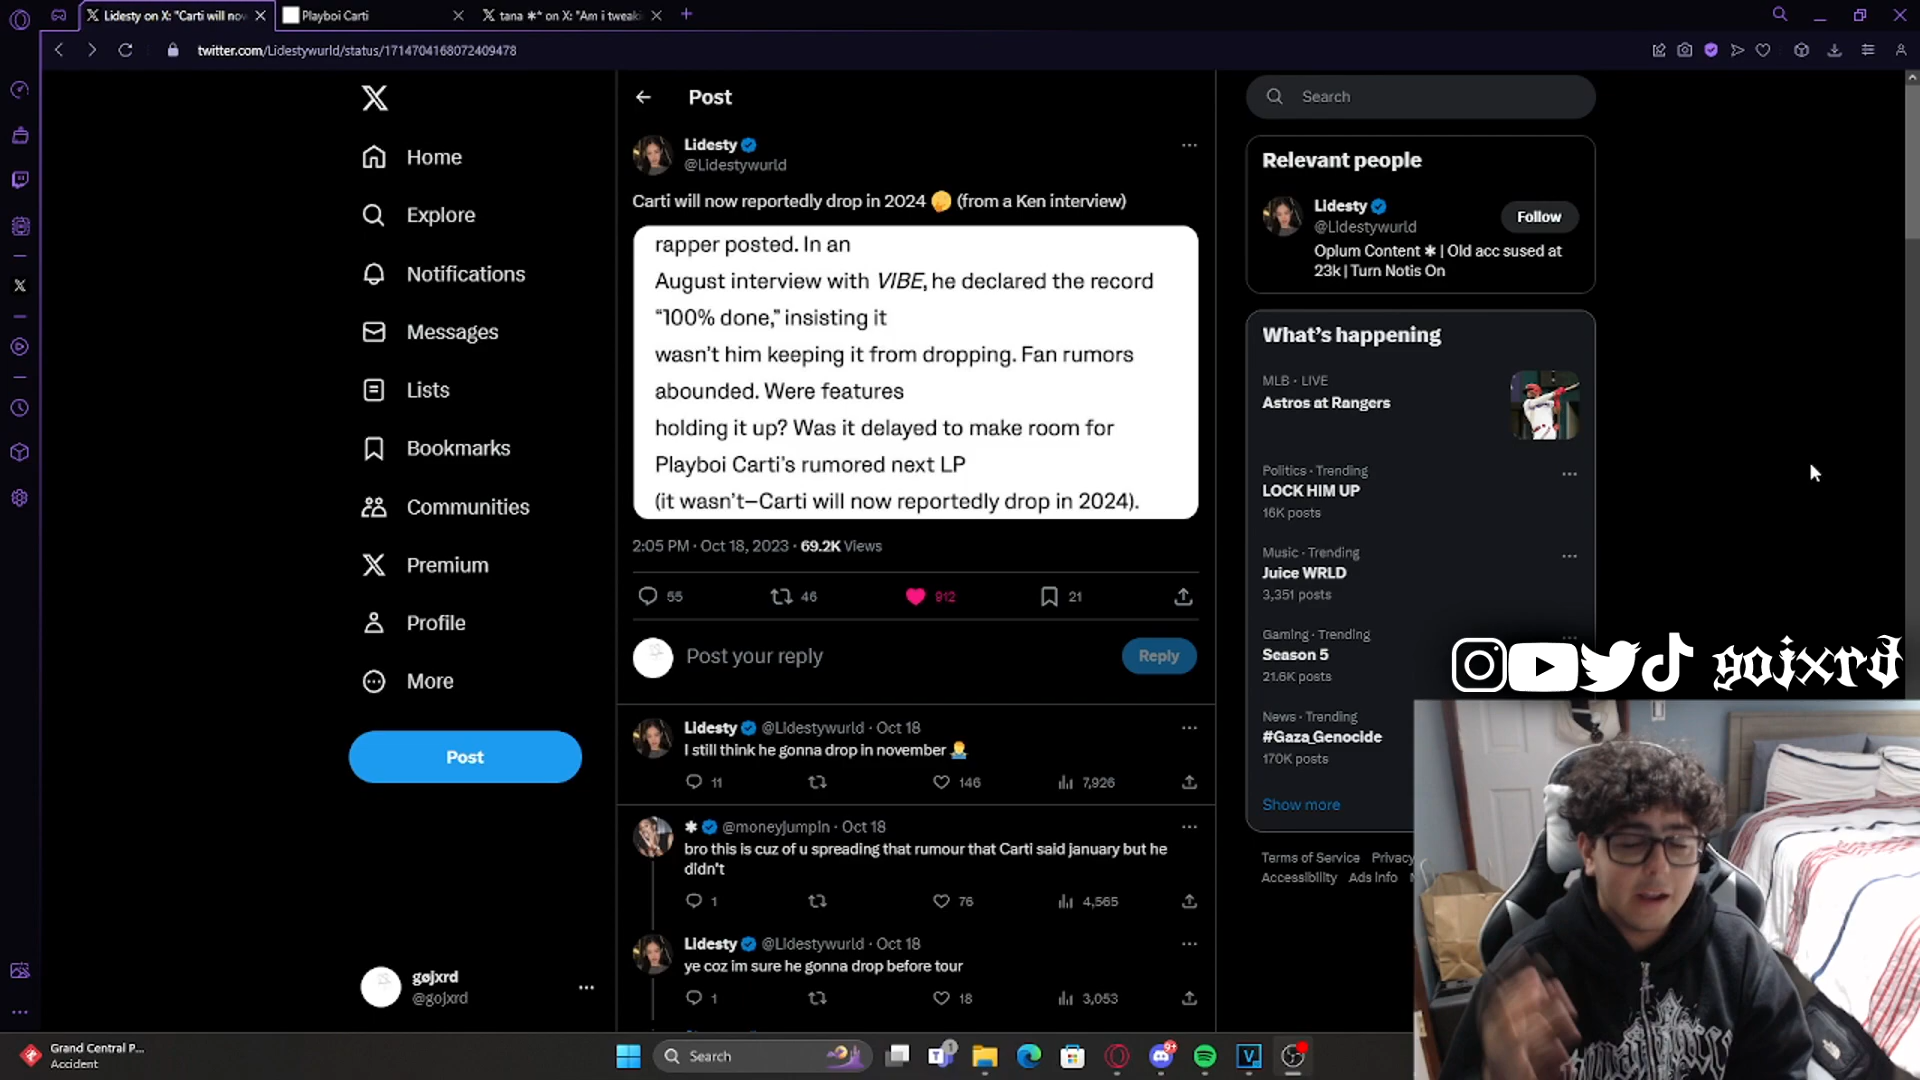 Lidesty on X: "Carti will now
Playboi Carti
tana ✱* on X: "Am i tweaki
twitter.com/Lidestywurld/status/1714704168072409478
Home
Explore
Notifications
Messages
Lists
Bookmarks
Communities
Premium
Profile
More
Post
gøjxrd
@gojxrd
Post
Lidesty
@Lidestywurld
Carti will now reportedly drop in 2024 🫣 (from a Ken interview)
rapper posted. In an
August interview with VIBE, he declared the record
“100% done,” insisting it
wasn’t him keeping it from dropping. Fan rumors
abounded. Were features
holding it up? Was it delayed to make room for
Playboi Carti's rumored next LP
(it wasn’t—Carti will now reportedly drop in 2024).
2:05 PM · Oct 18, 2023 · 69.2K Views
55 46 912 21
Post your reply
Reply
Lidesty @Lidestywurld · Oct 18
I still think he gonna drop in november
11 146 7,926
✱ @moneyjumpin · Oct 18
bro this is cuz of u spreading that rumour that Carti said january but he
didn't
1 76 4,565
Lidesty @Lidestywurld · Oct 18
ye coz im sure he gonna drop before tour
1 18 3,053
Search
Relevant people
Lidesty
@Lidestywurld
Follow
Opium Content ✱ | Old acc sused at
23k | Turn Notis On
What’s happening
MLB · LIVE
Astros at Rangers
Politics · Trending
LOCK HIM UP
16K posts
Music · Trending
Juice WRLD
3,351 posts
Gaming · Trending
Season 5
21.6K posts
News · Trending
#Gaza_Genocide
170K posts
Show more
Terms of Service Privacy
Accessibility Ads info
gojxrd
Grand Central P...
Accident
Search
1
9+